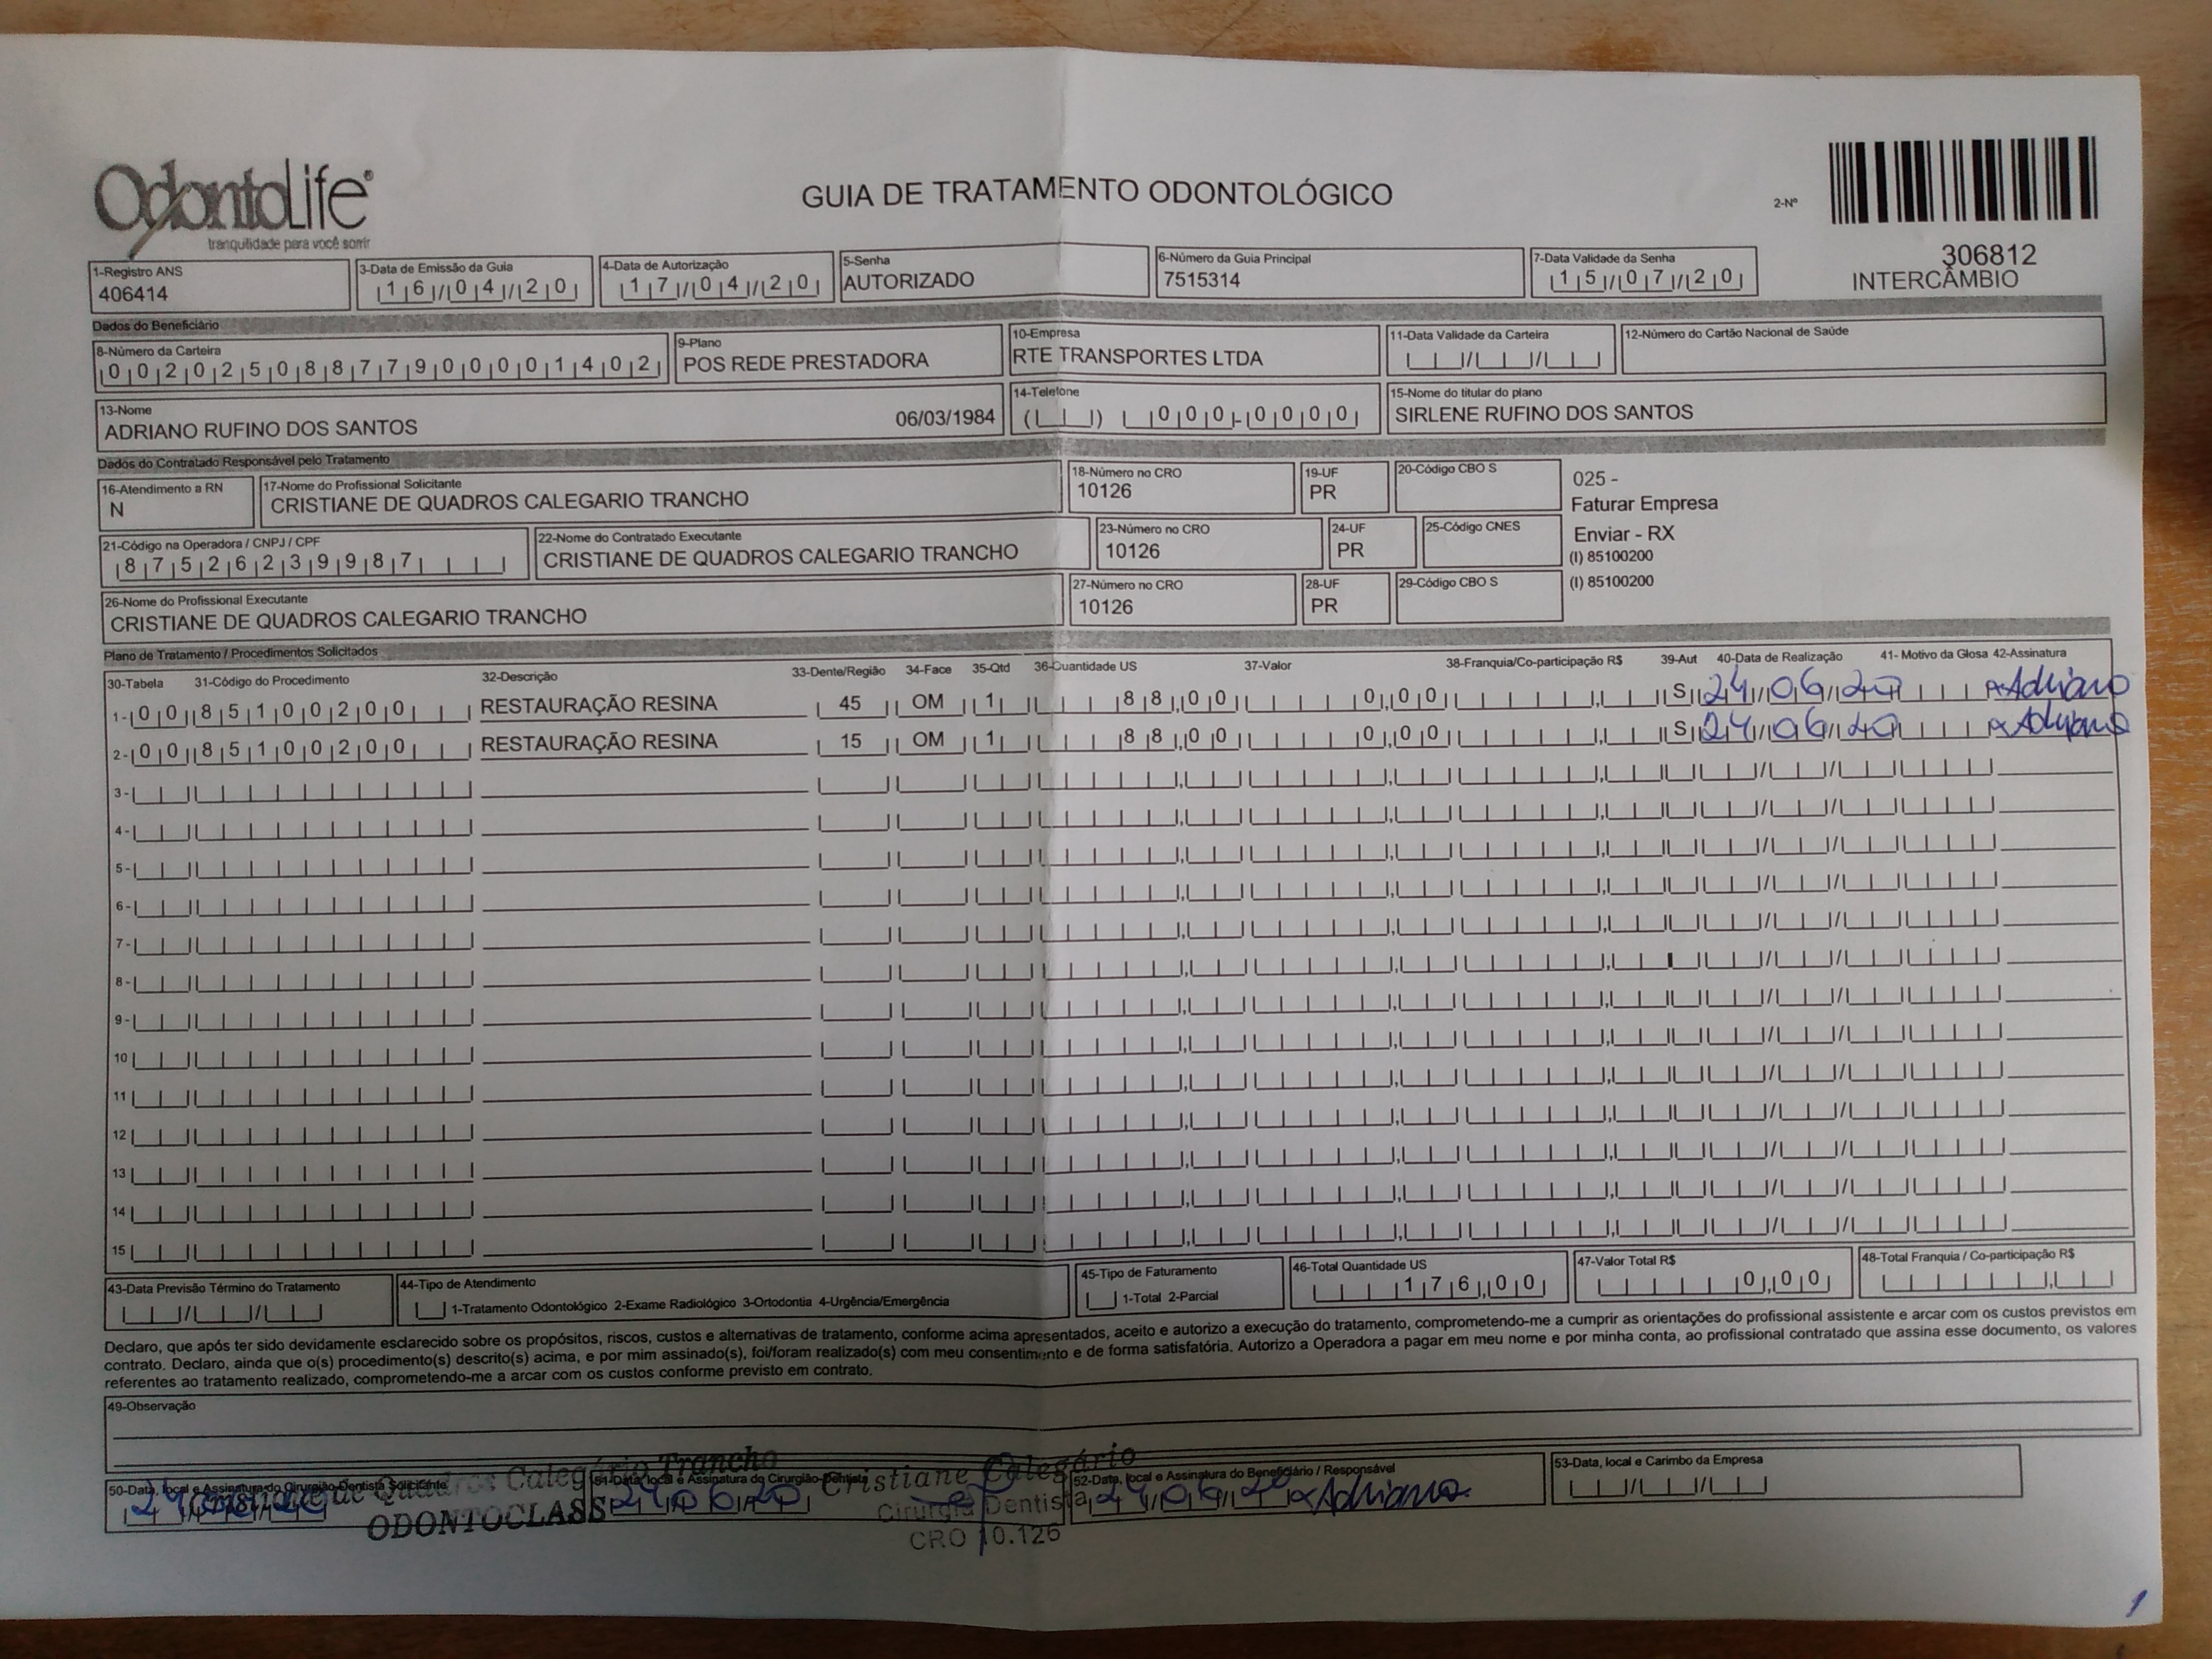 OdontoLife®
tranquilidade para você sorrir
GUIA DE TRATAMENTO ODONTOLÓGICO
2-Nº
306812
INTERCÂMBIO
1-Registro ANS
406414
3-Data de Emissão da Guia
16/04/20
4-Data de Autorização
17/04/20
5-Senha
AUTORIZADO
6-Número da Guia Principal
7515314
7-Data Validade da Senha
15/07/20
Dados do Beneficiário
8-Número da Carteira
00202508877900001402
9-Plano
POS REDE PRESTADORA
10-Empresa
RTE TRANSPORTES LTDA
11-Data Validade da Carteira
12-Número do Cartão Nacional de Saúde
13-Nome
ADRIANO RUFINO DOS SANTOS 06/03/1984
14-Telefone
( ) 000-0000
15-Nome do titular do plano
SIRLENE RUFINO DOS SANTOS
Dados do Contratado Responsável pelo Tratamento
16-Atendimento a RN
N
17-Nome do Profissional Solicitante
CRISTIANE DE QUADROS CALEGARIO TRANCHO
18-Número no CRO
10126
19-UF
PR
20-Código CBO S
025 -
Faturar Empresa
Enviar - RX
(I) 85100200
(I) 85100200
21-Código na Operadora / CNPJ / CPF
87526239987
22-Nome do Contratado Executante
CRISTIANE DE QUADROS CALEGARIO TRANCHO
23-Número no CRO
10126
24-UF
PR
25-Código CNES
26-Nome do Profissional Executante
CRISTIANE DE QUADROS CALEGARIO TRANCHO
27-Número no CRO
10126
28-UF
PR
29-Código CBO S
Plano de Tratamento / Procedimentos Solicitados
30-Tabela 31-Código do Procedimento 32-Descrição 33-Dente/Região 34-Face 35-Qtd 36-Quantidade US 37-Valor 38-Franquia/Co-participação R$ 39-Aut 40-Data de Realização 41- Motivo da Glosa 42-Assinatura
1- 00 85100200 RESTAURAÇÃO RESINA 45 OM 1 88,00 0,00 S 24/06/20 Adriano
2- 00 85100200 RESTAURAÇÃO RESINA 15 OM 1 88,00 0,00 S 24/06/20 Adriano
3-
4-
5-
6-
7-
8-
9-
10
11
12
13
14
15
43-Data Previsão Término do Tratamento
44-Tipo de Atendimento
1-Tratamento Odontológico 2-Exame Radiológico 3-Ortodontia 4-Urgência/Emergência
45-Tipo de Faturamento
1-Total 2-Parcial
46-Total Quantidade US
176,00
47-Valor Total R$
0,00
48-Total Franquia / Co-participação R$
Declaro, que após ter sido devidamente esclarecido sobre os propósitos, riscos, custos e alternativas de tratamento, conforme acima apresentados, aceito e autorizo a execução do tratamento, comprometendo-me a cumprir as orientações do profissional assistente e arcar com os custos previstos em
contrato. Declaro, ainda que o(s) procedimento(s) descrito(s) acima, e por mim assinado(s), foi/foram realizado(s) com meu consentimento e de forma satisfatória. Autorizo a Operadora a pagar em meu nome e por minha conta, ao profissional contratado que assina esse documento, os valores
referentes ao tratamento realizado, comprometendo-me a arcar com os custos conforme previsto em contrato.
49-Observação
50-Data, local e Assinatura do Cirurgião-Dentista Solicitante
24/06/20
de Quadros Calegário Trancho
ODONTOCLASS
51-Data, local e Assinatura do Cirurgião-Dentista
24/06/20
Cristiane Calegário
Cirurgiã Dentista
CRO 10.126
52-Data, local e Assinatura do Beneficiário / Responsável
24/06/20 Adriano
53-Data, local e Carimbo da Empresa
1